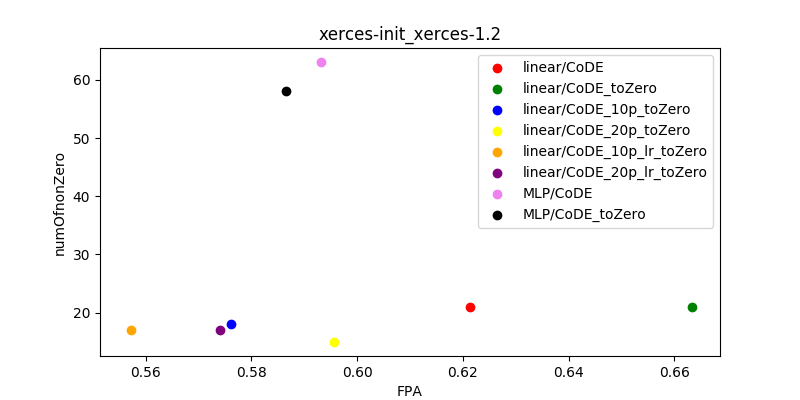 xerces-init_xerces-1.2
numOfnonZero
60
50
40
30
20
linear/CoDE
linear/CoDE_toZero
linear/CoDE_10p_toZero
linear/CoDE_20p_toZero
linear/CoDE_10p_lr_toZero
linear/CoDE_20p_lr_toZero
MLP/CoDE
MLP/CoDE_toZero
0.56 0.58 0.60 0.62 0.64 0.66
FPA